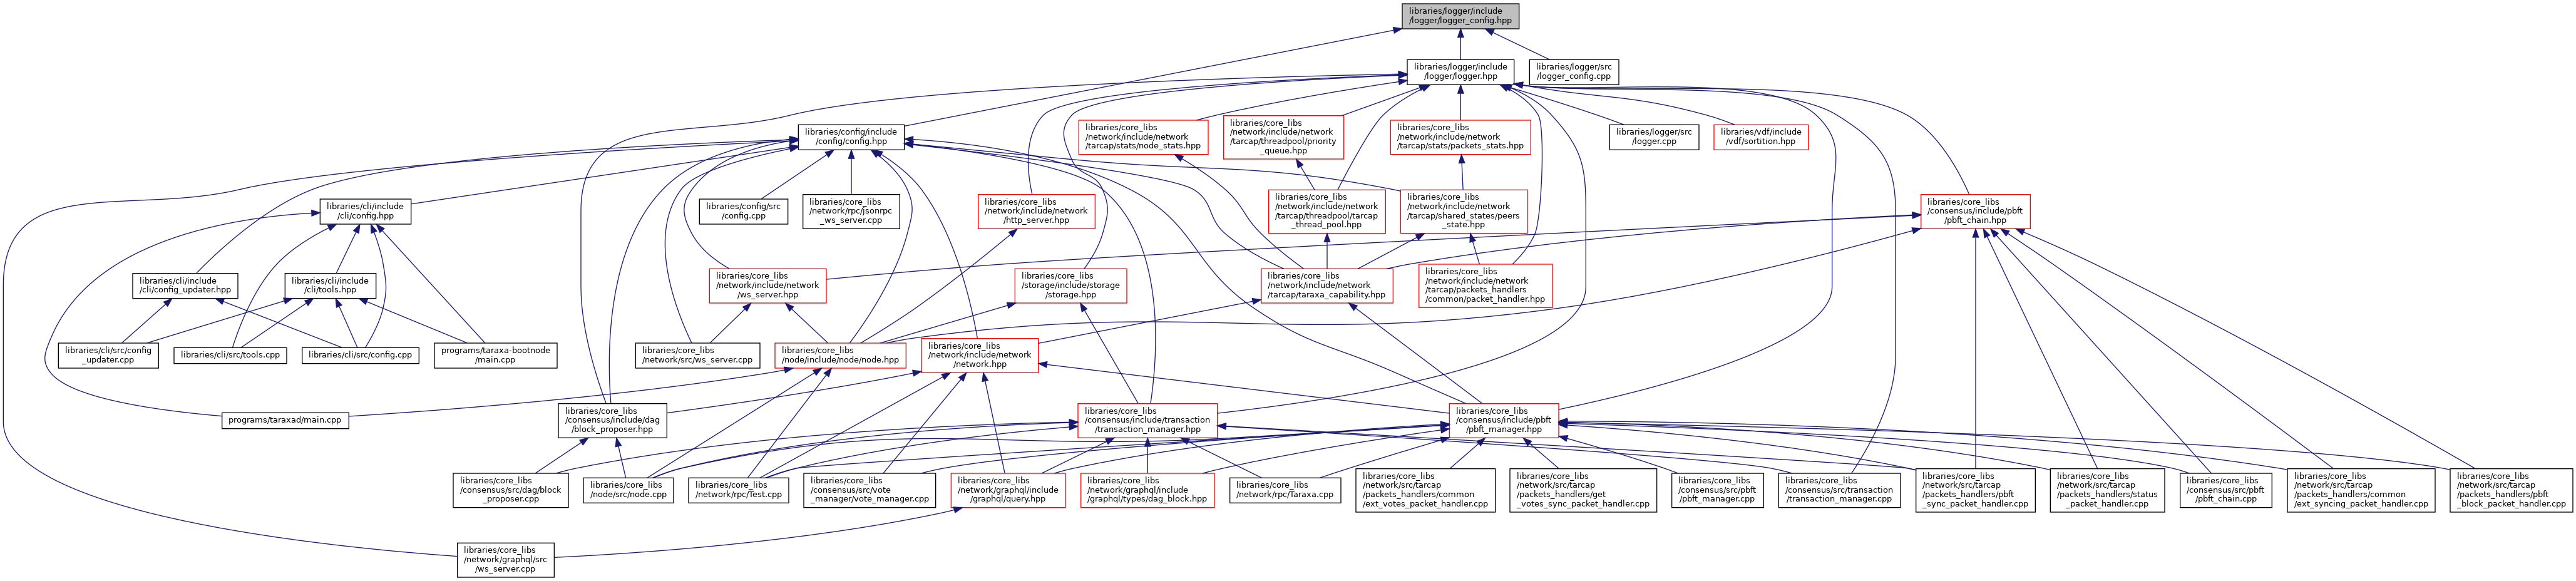 libraries/logger/include
/logger/logger_config.hpp
libraries/logger/include
/logger/logger.hpp
libraries/logger/src
/logger_config.cpp
libraries/config/include
/config/config.hpp
libraries/core_libs
/network/include/network
/tarcap/stats/node_stats.hpp
libraries/core_libs
/network/include/network
/tarcap/threadpool/priority
_queue.hpp
libraries/core_libs
/network/include/network
/tarcap/stats/packets_stats.hpp
libraries/logger/src
/logger.cpp
libraries/vdf/include
/vdf/sortition.hpp
libraries/cli/include
/cli/config.hpp
libraries/config/src
/config.cpp
libraries/core_libs
/network/rpc/jsonrpc
_ws_server.cpp
libraries/core_libs
/network/include/network
/http_server.hpp
libraries/core_libs
/network/include/network
/tarcap/threadpool/tarcap
_thread_pool.hpp
libraries/core_libs
/network/include/network
/tarcap/shared_states/peers
_state.hpp
libraries/core_libs
/consensus/include/pbft
/pbft_chain.hpp
libraries/cli/include
/cli/config_updater.hpp
libraries/cli/include
/cli/tools.hpp
libraries/core_libs
/network/include/network
/ws_server.hpp
libraries/core_libs
/storage/include/storage
/storage.hpp
libraries/core_libs
/network/include/network
/tarcap/taraxa_capability.hpp
libraries/core_libs
/network/include/network
/tarcap/packets_handlers
/common/packet_handler.hpp
libraries/cli/src/config
_updater.cpp
libraries/cli/src/tools.cpp
libraries/cli/src/config.cpp
programs/taraxa-bootnode
/main.cpp
libraries/core_libs
/network/src/ws_server.cpp
libraries/core_libs
/node/include/node/node.hpp
libraries/core_libs
/network/include/network
/network.hpp
programs/taraxad/main.cpp
libraries/core_libs
/consensus/include/dag
/block_proposer.hpp
libraries/core_libs
/consensus/include/transaction
/transaction_manager.hpp
libraries/core_libs
/consensus/include/pbft
/pbft_manager.hpp
libraries/core_libs
/consensus/src/dag/block
_proposer.cpp
libraries/core_libs
/node/src/node.cpp
libraries/core_libs
/network/rpc/Test.cpp
libraries/core_libs
/consensus/src/vote
_manager/vote_manager.cpp
libraries/core_libs
/network/graphql/include
/graphql/query.hpp
libraries/core_libs
/network/graphql/include
/graphql/types/dag_block.hpp
libraries/core_libs
/network/rpc/Taraxa.cpp
libraries/core_libs
/network/src/tarcap
/packets_handlers/common
/ext_votes_packet_handler.cpp
libraries/core_libs
/network/src/tarcap
/packets_handlers/get
_votes_sync_packet_handler.cpp
libraries/core_libs
/consensus/src/pbft
/pbft_manager.cpp
libraries/core_libs
/consensus/src/transaction
/transaction_manager.cpp
libraries/core_libs
/network/src/tarcap
/packets_handlers/pbft
_sync_packet_handler.cpp
libraries/core_libs
/network/src/tarcap
/packets_handlers/status
_packet_handler.cpp
libraries/core_libs
/consensus/src/pbft
/pbft_chain.cpp
libraries/core_libs
/network/src/tarcap
/packets_handlers/common
/ext_syncing_packet_handler.cpp
libraries/core_libs
/network/src/tarcap
/packets_handlers/pbft
_block_packet_handler.cpp
libraries/core_libs
/network/graphql/src
/ws_server.cpp